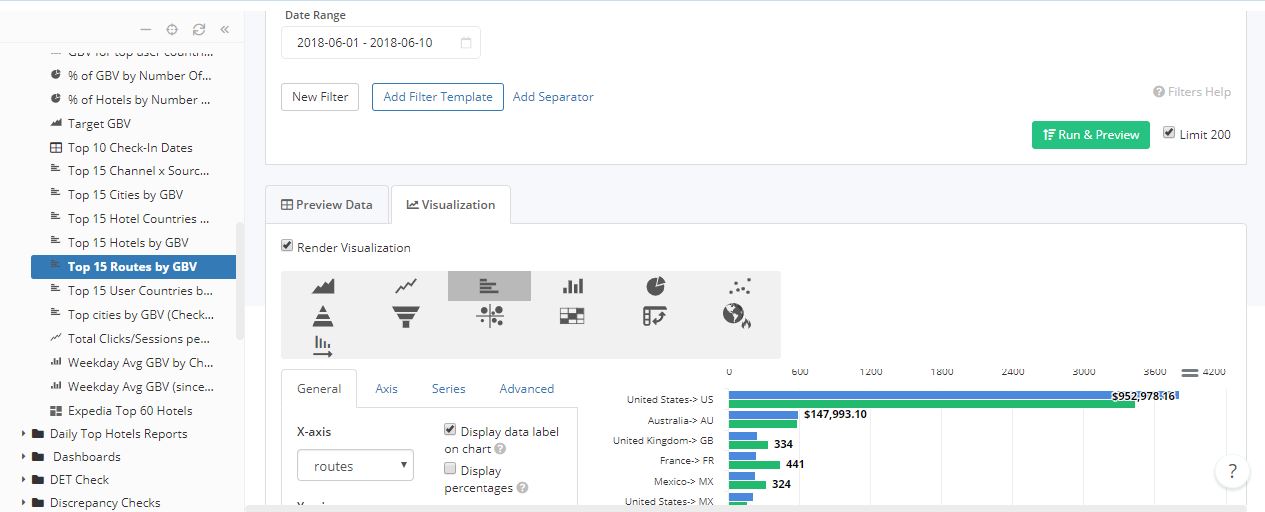 GBV for top user countri...
% of GBV by Number Of...
% of Hotels by Number ...
Target GBV
Top 10 Check-In Dates
Top 15 Channel x Sourc...
Top 15 Cities by GBV
Top 15 Hotel Countries ...
Top 15 Hotels by GBV
Top 15 Routes by GBV
Top 15 User Countries b...
Top cities by GBV (Check...
Total Clicks/Sessions pe...
Weekday Avg GBV by Ch...
Weekday Avg GBV (since...
Expedia Top 60 Hotels
Daily Top Hotels Reports
Dashboards
DET Check
Discrepancy Checks
Date Range
2018-06-01 - 2018-06-10
New Filter Add Filter Template Add Separator
Filters Help
Run & Preview Limit 200
Preview Data Visualization
Render Visualization
General Axis Series Advanced
X-axis
routes
Display data label
on chart
Display
percentages
0 600 1200 1800 2400 3000 3600 4200
United States-> US $952,978.16
Australia-> AU $147,993.10
United Kingdom-> GB 334
France-> FR 441
Mexico-> MX 324
United States-> MX
?